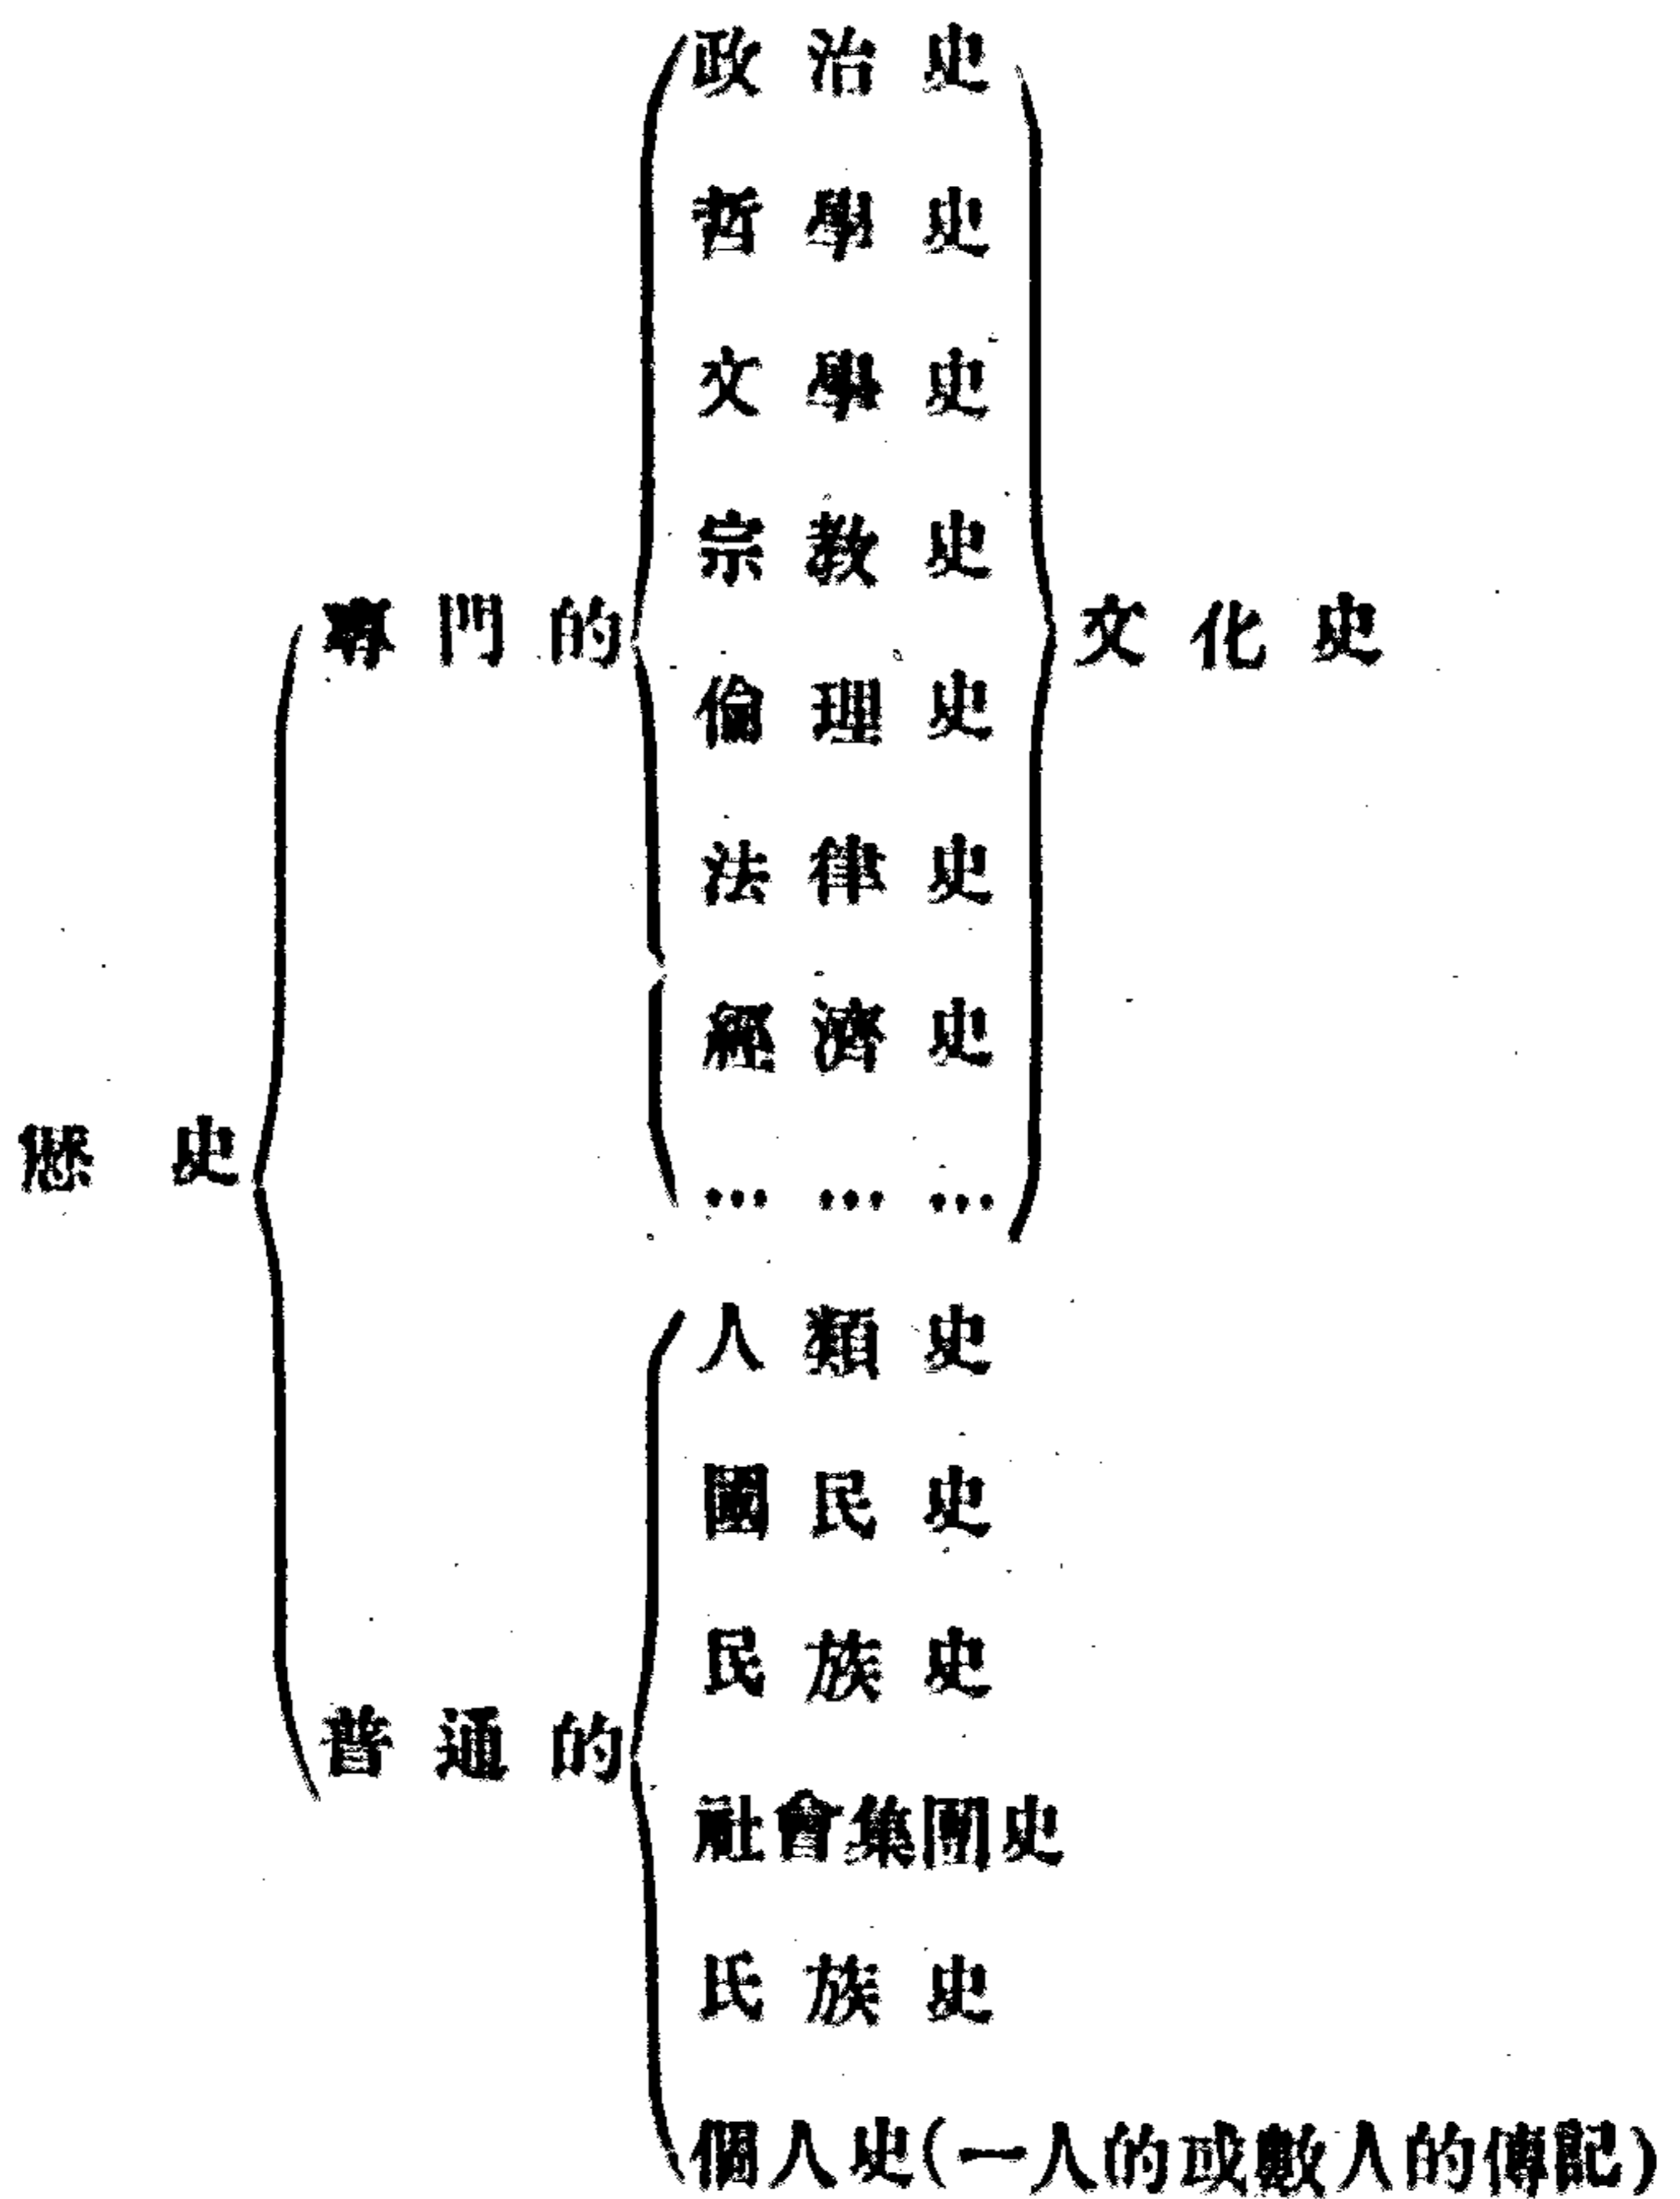 歷史
專門的
政治史
哲學史
文學史
宗教史
倫理史
法律史
經濟史
… … …
文化史
普通的
人類史
國民史
民族史
社會集團史
氏族史
個人史(一人的或數人的傳記)